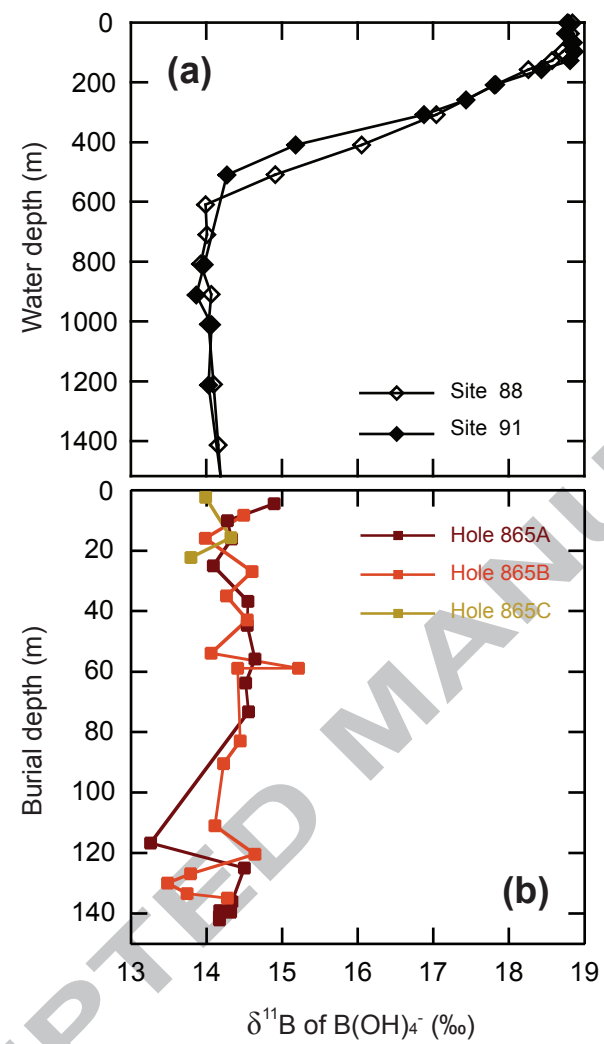 0
200
400
600
800
1000
1200
1400
Water depth (m)
(a)
Site 88
Site 91
0
20
40
60
80
100
120
140
Burial depth (m)
Hole 865A
Hole 865B
Hole 865C
(b)
13 14 15 16 17 18 19
δ¹¹B of B(OH)₄⁻ (‰)
PTED MANU